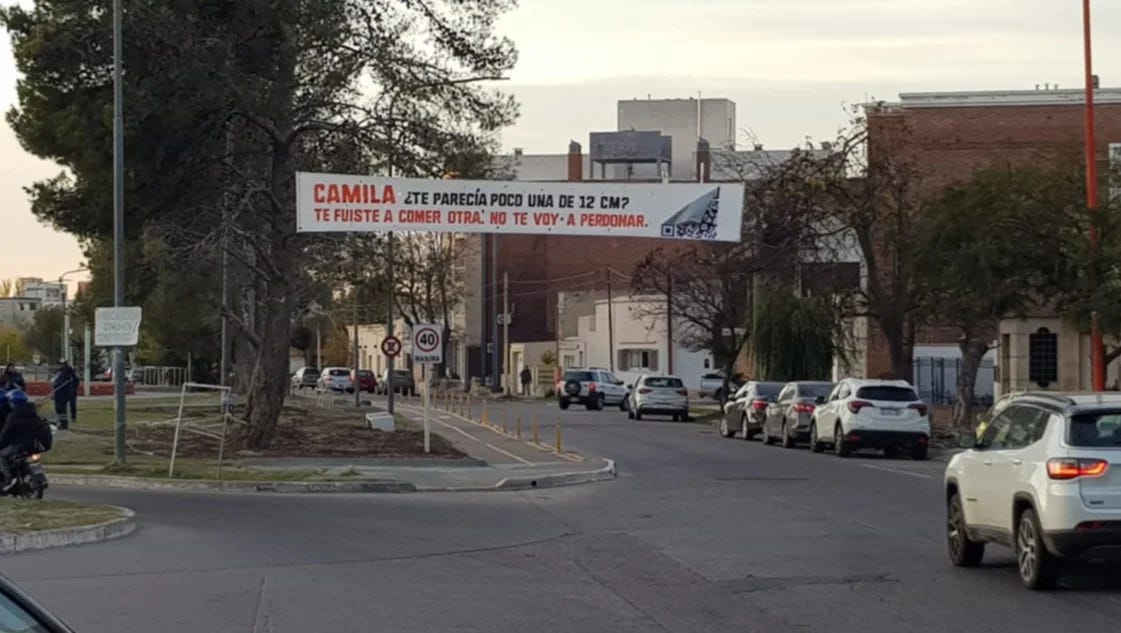 CAMILA ¿TE PARECÍA POCO UNA DE 12 CM?
TE FUISTE A COMER OTRA. NO TE VOY A PERDONAR.
40
MAXIMA